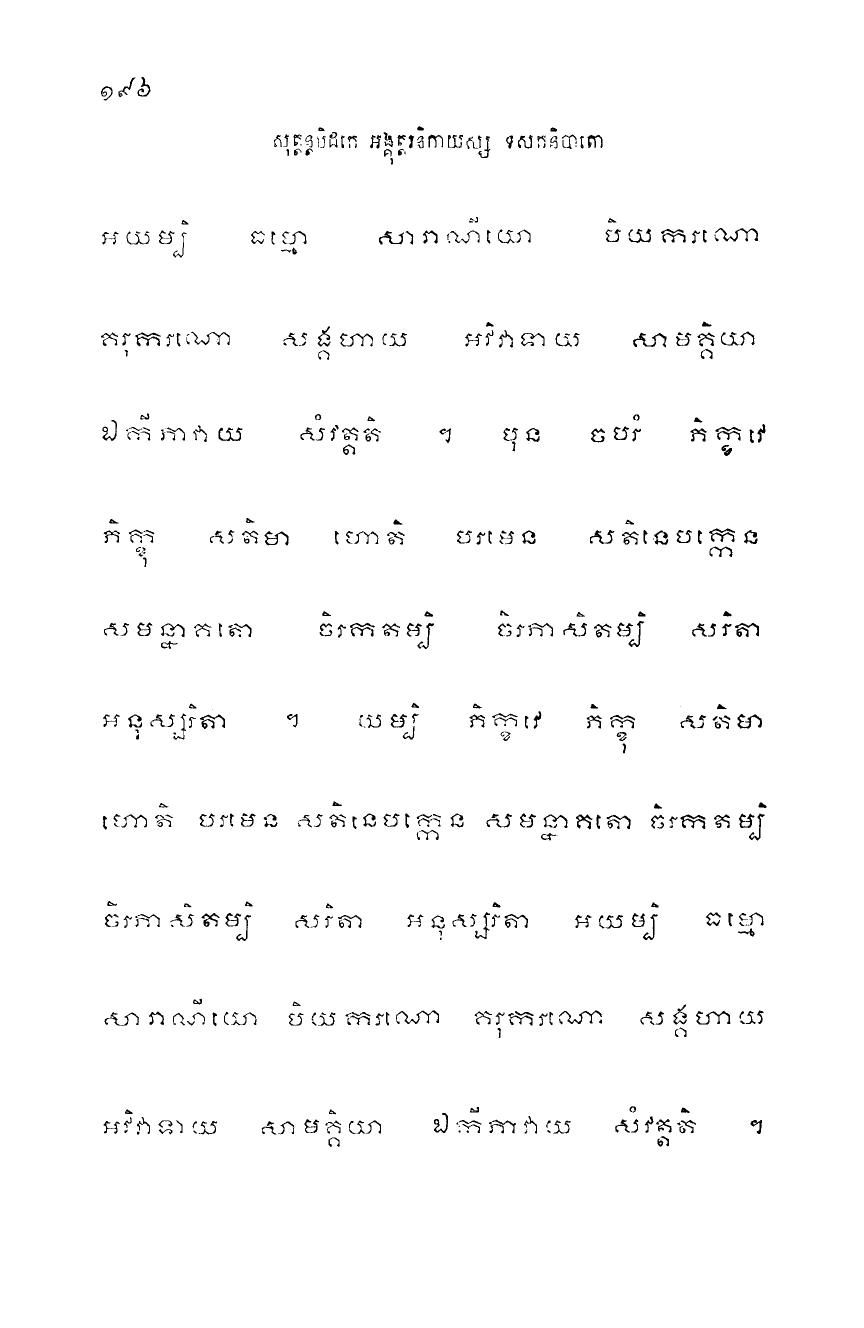 ១៩៦
សុត្តន្តបិដកេ អង្គុត្តរនិកាយស្ស ទសកនិបាតោ
អយម្បិ ធម្មោ សារាណីយោ បិយករណោ
គរុករណោ សង្គហាយ អវិវាទាយ សាមគ្គិយា
ឯកីភាវាយ សំវត្តតិ ។ បុន ចបរំ ភិក្ខវេ
ភិក្ខុ សតិមា ហោតិ បរមេន សតិនេបក្កេន
សមន្នាគតោ ចិរកតម្បិ ចិរភាសិតម្បិ សរិតា
អនុស្សរិតា ។ យម្បិ ភិក្ខវេ ភិក្ខុ សតិមា
ហោតិ បរមេន សតិនេបក្កេន សមន្នាគតោ ចិរកតម្បិ
ចិរភាសិតម្បិ សរិតា អនុស្សរិតា អយម្បិ ធម្មោ
សារាណីយោ បិយករណោ គរុករណោ សង្គហាយ
អវិវាទាយ សាមគ្គិយា ឯកីភាវាយ សំវត្តតិ ។